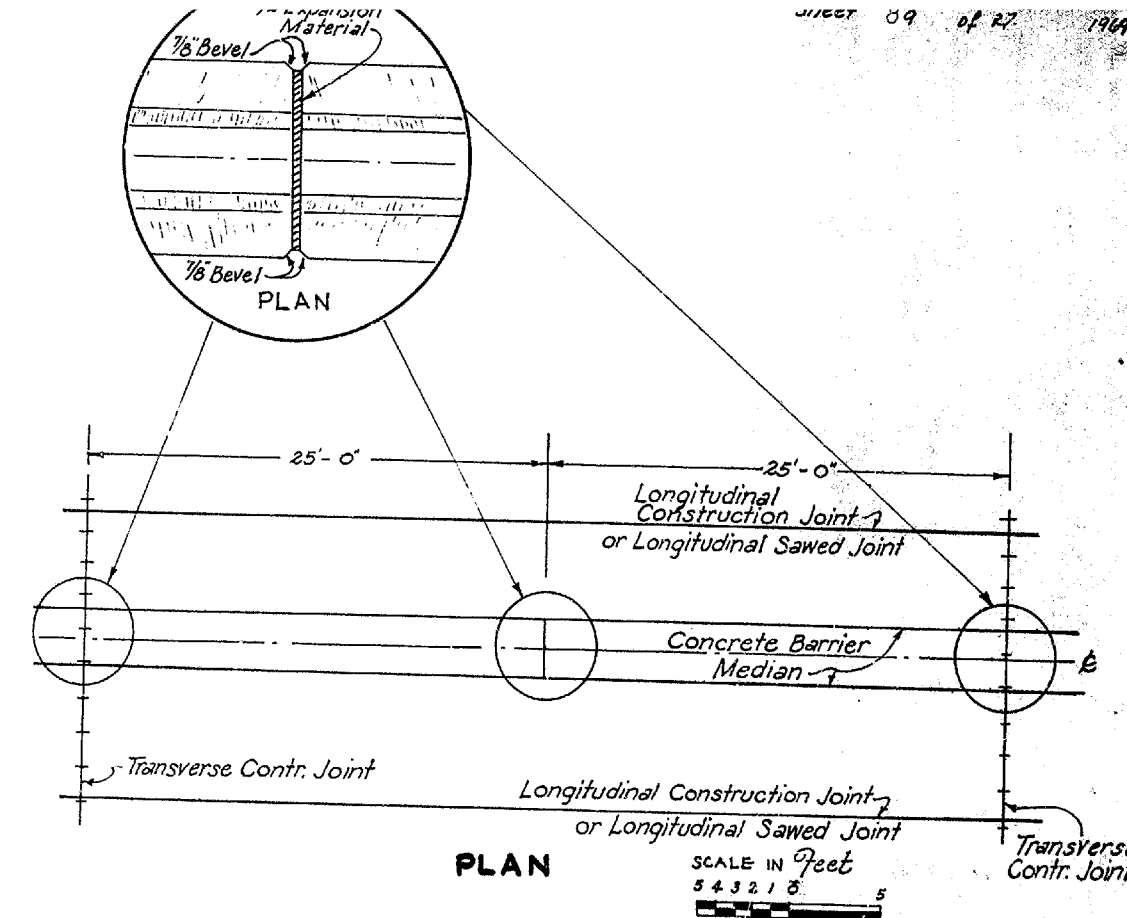 Expansion
Material
7/8" Bevel
Sheet 89 of 27 1969
7/8" Bevel
PLAN
25'-0"
25'-0"
Longitudinal
Construction Joint
or Longitudinal Sawed Joint
Concrete Barrier
Median
℄
Transverse Contr. Joint
Longitudinal Construction Joint
or Longitudinal Sawed Joint
Transverse
Contr. Joint
PLAN
SCALE IN Feet
5 4 3 2 1 0 5